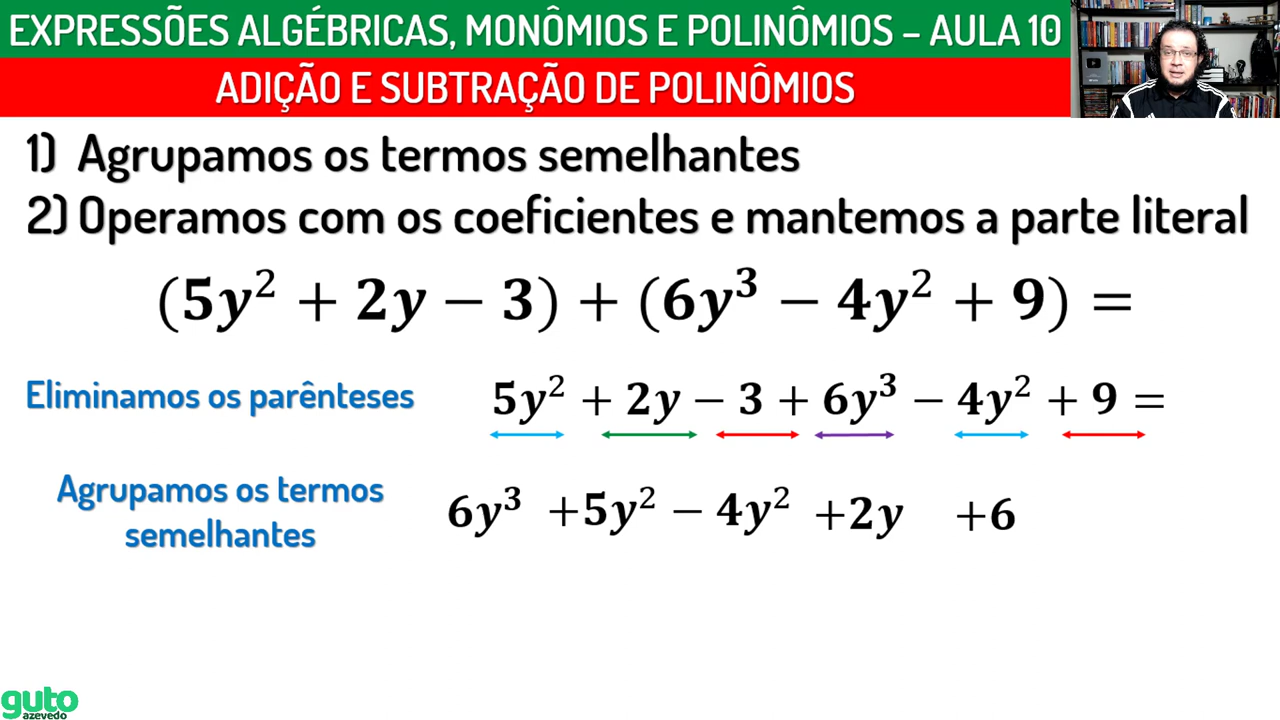 EXPRESSÕES ALGÉBRICAS, MONÔMIOS E POLINÔMIOS – AULA 10
ADIÇÃO E SUBTRAÇÃO DE POLINÔMIOS
1) Agrupamos os termos semelhantes
2) Operamos com os coeficientes e mantemos a parte literal
(5y² + 2y − 3) + (6y³ − 4y² + 9) =
Eliminamos os parênteses
5y² + 2y − 3 + 6y³ − 4y² + 9 =
Agrupamos os termos
semelhantes
6y³ +5y² − 4y² +2y +6
guto
azevedo